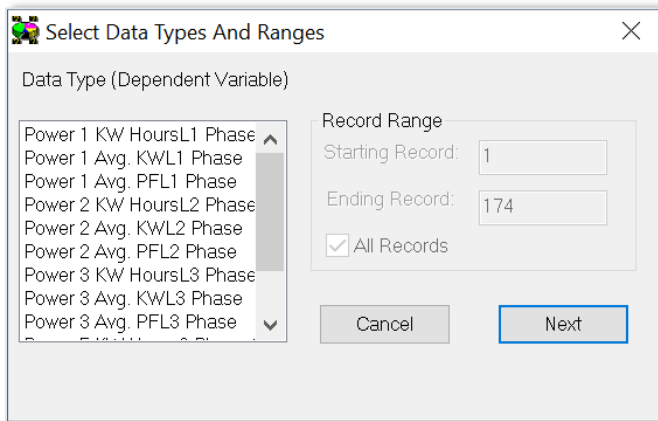 Select Data Types And Ranges
Data Type (Dependent Variable)
Power 1 KW HoursL1 Phase
Power 1 Avg. KWL1 Phase
Power 1 Avg. PFL1 Phase
Power 2 KW HoursL2 Phase
Power 2 Avg. KWL2 Phase
Power 2 Avg. PFL2 Phase
Power 3 KW HoursL3 Phase
Power 3 Avg. KWL3 Phase
Power 3 Avg. PFL3 Phase
Record Range
Starting Record: 1
Ending Record: 174
All Records
Cancel Next